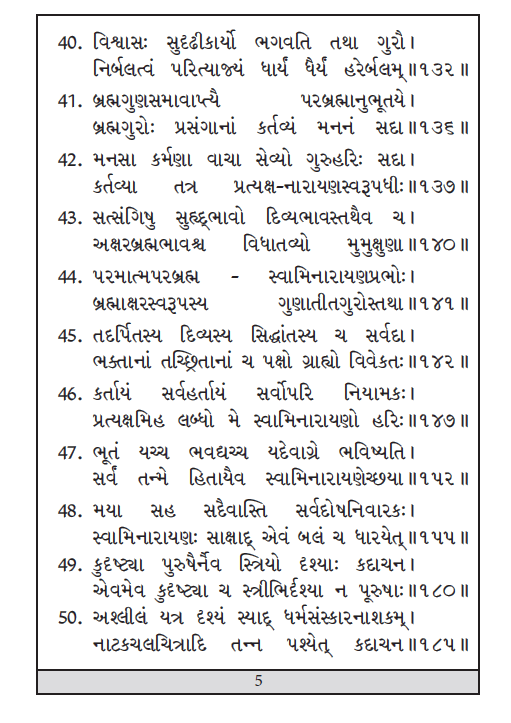 40. વિશ્વાસઃ સુદૃઢીકાર્યો ભગવતિ તથા ગુરૌ।
નિર્બલત્વં પરિત્યાજ્યં ધાર્યં ધૈર્યં હરેર્બલમ્॥૧૩૨॥
41. બ્રહ્મગુણસમાવાપ્ત્યૈ પરબ્રહ્માનુભૂતયે।
બ્રહ્મગુરોઃ પ્રસંગાનાં કર્તવ્યં મનનં સદા॥૧૩૬॥
42. મનસા કર્મણા વાચા સેવ્યો ગુરુહરિઃ સદા।
કર્તવ્યા તત્ર પ્રત્યક્ષ-નારાયણસ્વરૂપધીઃ॥૧૩૭॥
43. સત્સંગિષુ સુહૃદ્ભાવો દિવ્યભાવસ્તથૈવ ચ।
અક્ષરબ્રહ્મભાવશ્ચ વિધાતવ્યો મુમુક્ષુણા॥૧૪૦॥
44. પરમાત્મપરબ્રહ્મ - સ્વામિનારાયણપ્રભોઃ।
બ્રહ્માક્ષરસ્વરૂપસ્ય ગુણાતીતગુરોસ્તથા॥૧૪૧॥
45. તદર્પિતસ્ય દિવ્યસ્ય સિદ્ધાંતસ્ય ચ સર્વદા।
ભક્તાનાં તચ્છ્રિતાનાં ચ પક્ષો ગ્રાહ્યો વિવેકતઃ॥૧૪૨॥
46. કર્તાયં સર્વહર્તાયં સર્વોપરિ નિયામકઃ।
પ્રત્યક્ષમિહ લબ્ધો મે સ્વામિનારાયણો હરિઃ॥૧૪૭॥
47. ભૂતં યચ્ચ ભવદ્યચ્ચ યદેવાગ્રે ભવિષ્યતિ।
સર્વં તન્મે હિતાયૈવ સ્વામિનારાયણેચ્છયા॥૧૫૨॥
48. મયા સહ સદૈવાસ્તિ સર્વદોષનિવારકઃ।
સ્વામિનારાયણઃ સાક્ષાદ્ એવં બલં ચ ધારયેત્॥૧૫૫॥
49. કુદૃષ્ટ્યા પુરુષૈર્નૈવ સ્ત્રિયો દૃશ્યાઃ કદાચન।
એવમેવ કુદૃષ્ટ્યા ચ સ્ત્રીભિર્દૃશ્યા ન પૂરુષાઃ॥૧૮૦॥
50. અશ્લીલં યત્ર દૃશ્યં સ્યાદ્ ધર્મસંસ્કારનાશકમ્।
નાટકચલચિત્રાદિ તન્ન પશ્યેત્ કદાચન॥૧૮૫॥
5